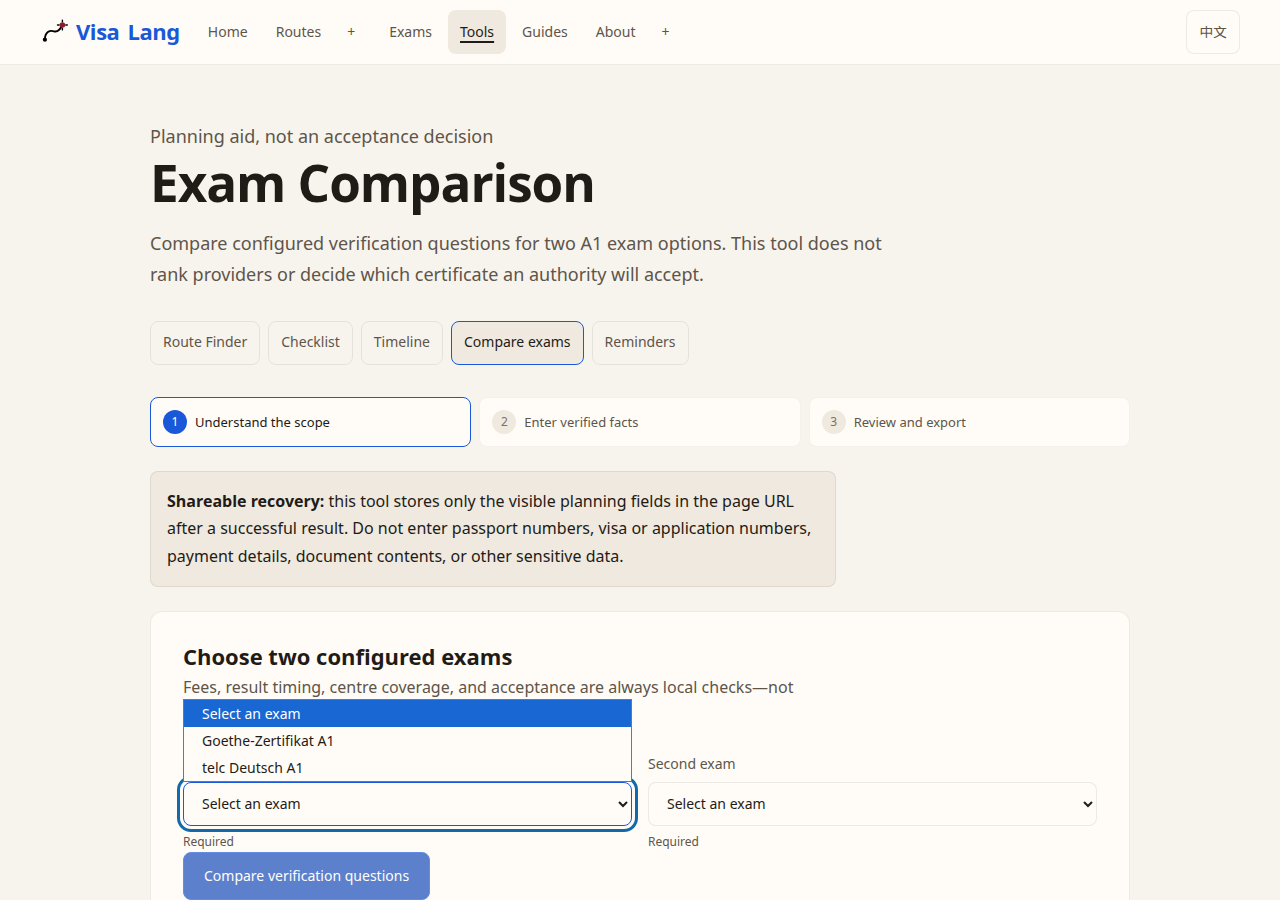 Visa Lang
Home
Routes
+
Exams
Tools
Guides
About
+
中文
Planning aid, not an acceptance decision
Exam Comparison
Compare configured verification questions for two A1 exam options. This tool does not
rank providers or decide which certificate an authority will accept.
Route Finder
Checklist
Timeline
Compare exams
Reminders
1 Understand the scope
2 Enter verified facts
3 Review and export
Shareable recovery: this tool stores only the visible planning fields in the page URL
after a successful result. Do not enter passport numbers, visa or application numbers,
payment details, document contents, or other sensitive data.
Choose two configured exams
Fees, result timing, centre coverage, and acceptance are always local checks—not
Select an exam
Goethe-Zertifikat A1
telc Deutsch A1
Select an exam
Required
Second exam
Select an exam
Required
Compare verification questions